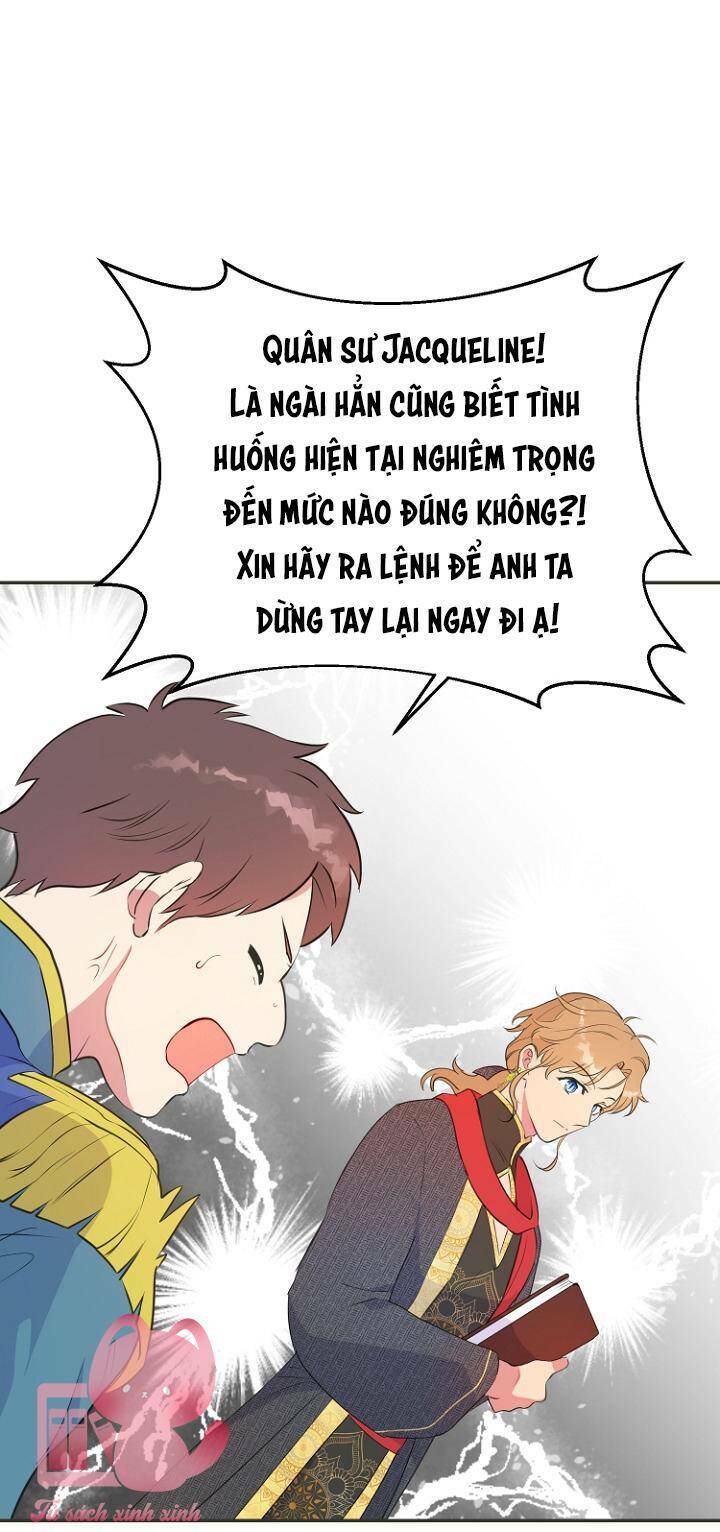 QUÂN SƯ JACQUELINE!
LÀ NGÀI HẲN CŨNG BIẾT TÌNH
HUỐNG HIỆN TẠI NGHIÊM TRỌNG
ĐẾN MỨC NÀO ĐÚNG KHÔNG?!
XIN HÃY RA LỆNH ĐỂ ANH TA
DỪNG TAY LẠI NGAY ĐI Ạ!
Tủ sách xinh xinh